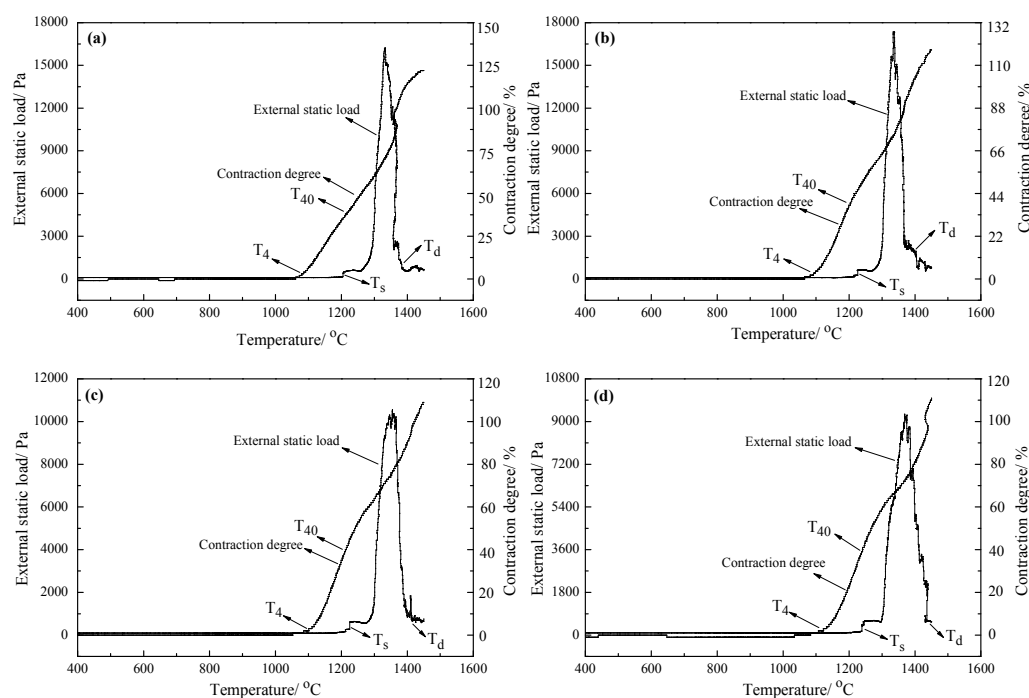 (a)
External static load/ Pa
18000
15000
12000
9000
6000
3000
0
150
125
100
75
50
25
0
Contraction degree/ %
External static load
Contraction degree
T40
T4
Ts
Td
400 600 800 1000 1200 1400 1600
Temperature/ °C
(b)
External static load/ Pa
18000
15000
12000
9000
6000
3000
0
132
110
88
66
44
22
0
Contraction degree/ %
External static load
T40
Contraction degree
T4
Ts
Td
400 600 800 1000 1200 1400 1600
Temperature/ °C
(c)
External static load/ Pa
12000
10000
8000
6000
4000
2000
0
120
100
80
60
40
20
0
Contraction degree/ %
External static load
T40
Contraction degree
T4
Ts
Td
400 600 800 1000 1200 1400 1600
Temperature/ °C
(d)
External static load/ Pa
10800
9000
7200
5400
3600
1800
0
120
100
80
60
40
20
0
Contraction degree/ %
External static load
T40
Contraction degree
T4
Ts
Td
400 600 800 1000 1200 1400 1600
Temperature/ °C